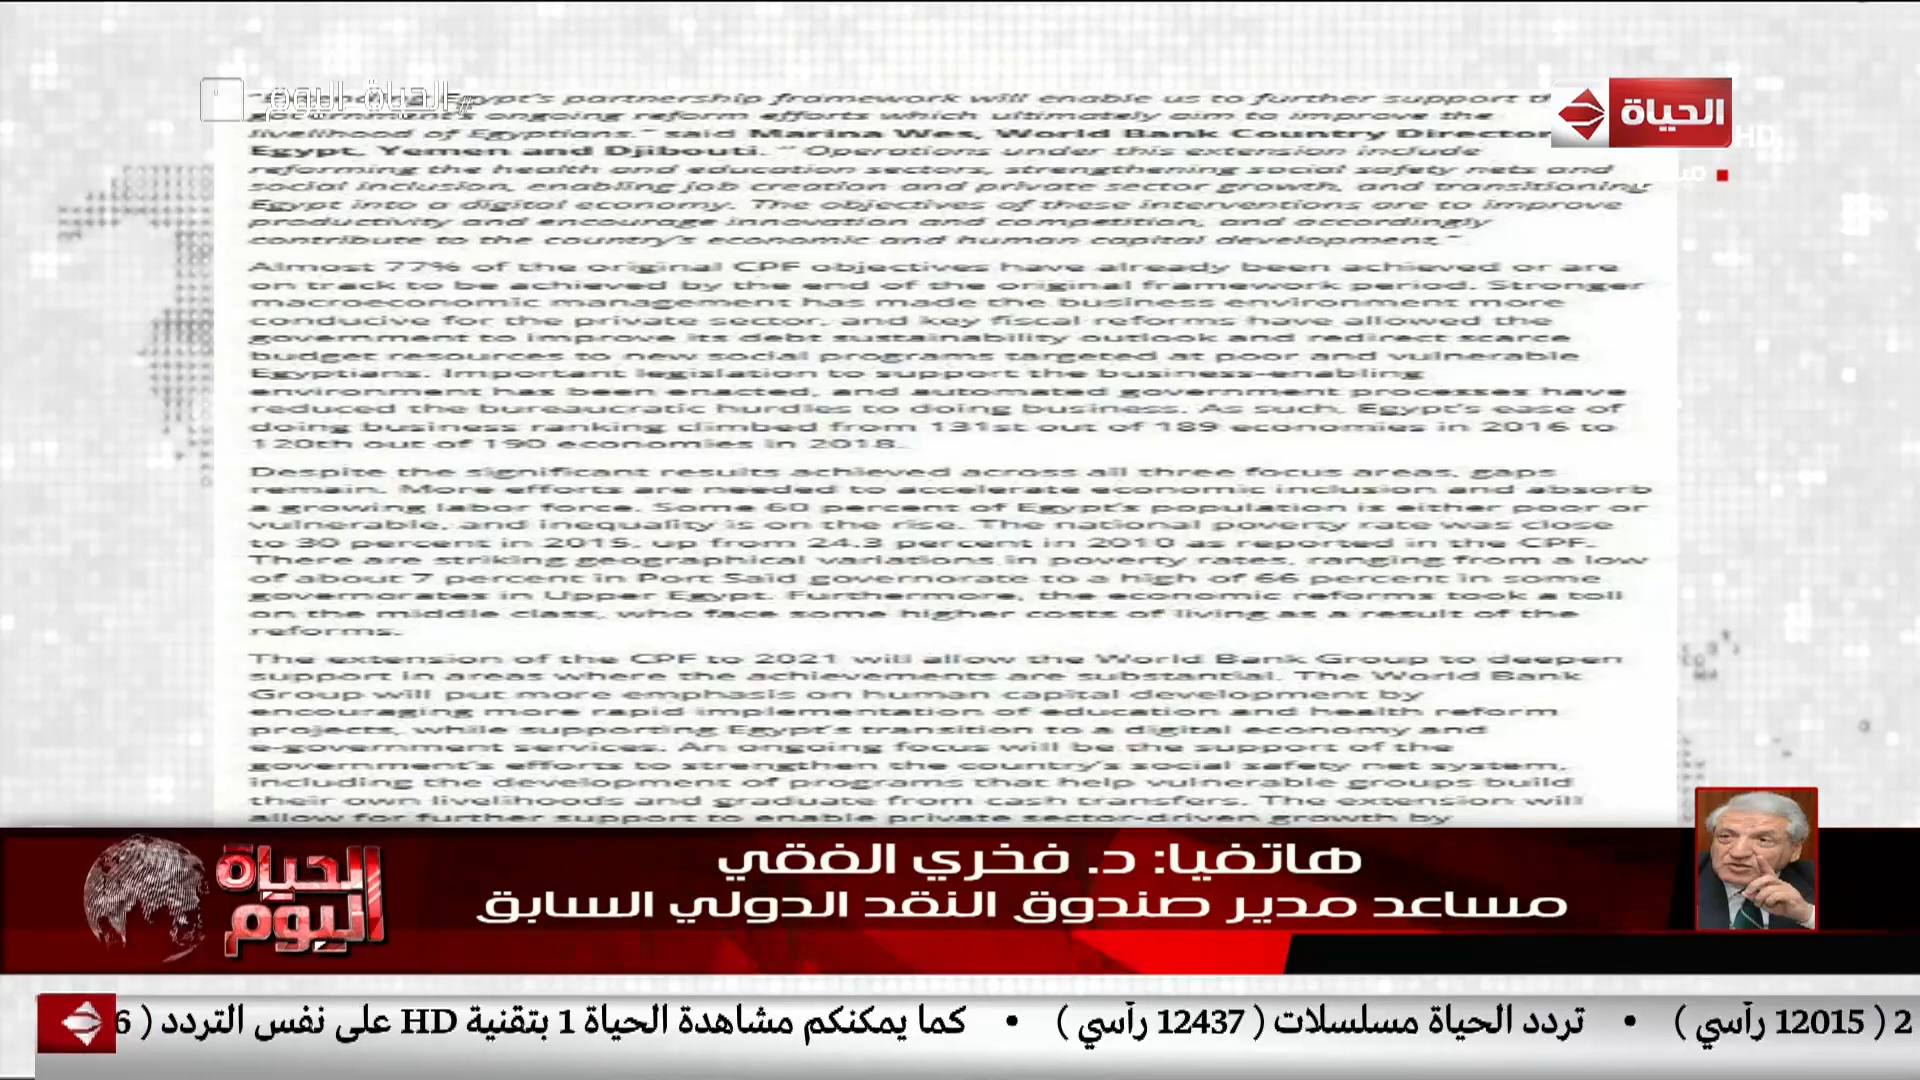 #الحياة_اليوم
الحياة
HD
Egypt's partnership framework will enable us to further support
government's ongoing reform efforts which ultimately aim to improve the
livelihood of Egyptians." said Marina Wes, World Bank Country Director
Egypt, Yemen and Djibouti. " Operations under this extension include
reforming the health and education sectors, strengthening social safety nets and
social inclusion, enabling job creation and private sector growth, and transitioning
Egypt into a digital economy. The objectives of these interventions are to improve
productivity and encourage innovation and competition, and accordingly
contribute to the country's economic and human capital development."
Almost 77% of the original CPF objectives have already been achieved or are
on track to be achieved by the end of the original framework period. Stronger
macroeconomic management has made the business environment more
conducive for the private sector, and key fiscal reforms have allowed the
government to improve its debt sustainability outlook and redirect scarce
budget resources to new social programs targeted at poor and vulnerable
Egyptians. Important legislation to support the business-enabling
environment has been enacted, and automated government processes have
reduced the bureaucratic hurdles to doing business. As such, Egypt's ease of
doing business ranking climbed from 131st out of 189 economies in 2016 to
120th out of 190 economies in 2018.
Despite the significant results achieved across all three focus areas, gaps
remain. More efforts are needed to accelerate economic inclusion and absorb
a growing labor force. Some 60 percent of Egypt's population is either poor or
vulnerable, and inequality is on the rise. The national poverty rate was close
to 30 percent in 2015, up from 24.3 percent in 2010 as reported in the CPF.
There are striking geographical variations in poverty rates, ranging from a low
of about 7 percent in Port Said governorate to a high of 66 percent in some
governorates in Upper Egypt. Furthermore, the economic reforms took a toll
on the middle class, who face some higher costs of living as a result of the
reforms.
The extension of the CPF to 2021 will allow the World Bank Group to deepen
support in areas where the achievements are substantial. The World Bank
Group will put more emphasis on human capital development by
encouraging more rapid implementation of education and health reform
projects, while supporting Egypt's transition to a digital economy and
e-government services. An ongoing focus will be the support of the
government's efforts to strengthen the country's social safety net system,
including the development of programs that help vulnerable groups build
their own livelihoods and graduate from cash transfers. The extension will
allow for further support to enable private sector-driven growth by
هاتفيا: د. فخري الفقي
مساعد مدير صندوق النقد الدولي السابق
الحياة
اليوم
2 ( 12015 رأسي ) • تردد الحياة مسلسلات ( 12437 رأسي ) • كما يمكنكم مشاهدة الحياة 1 بتقنية HD على نفس التردد ( 6